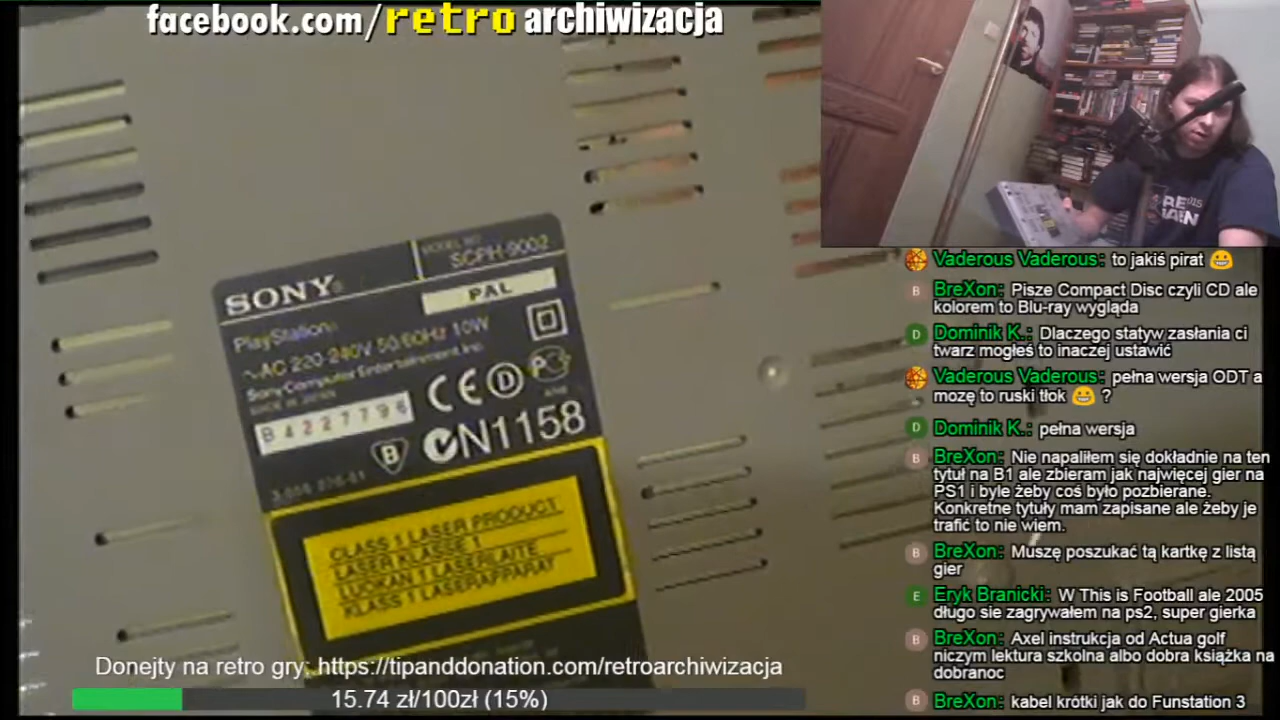 facebook.com/retro archiwizacja
SONY
MODEL NO. SCPH-9002
PAL
PlayStation
~AC 220-240V 50/60Hz 10W
Sony Computer Entertainment Inc.
MADE IN JAPAN
B4227796
CE D P
B N1158
CLASS 1 LASER PRODUCT
LASER KLASSE 1
LUOKAN 1 LASERLAITE
KLASS 1 LASERAPPARAT
Vaderous Vaderous: to jakiś pirat 😀
BreXon: Pisze Compact Disc czyli CD ale
kolorem to Blu-ray wygląda
Dominik K.: Dlaczego statyw zasłania ci
twarz mogłeś to inaczej ustawić
Vaderous Vaderous: pełna wersja ODT a
mozę to ruski tłok 😀 ?
Dominik K.: pełna wersja
BreXon: Nie napaliłem się dokładnie na ten
tytuł na B1 ale zbieram jak najwięcej gier na
PS1 i byle żeby coś było pozbierane.
Konkretne tytuły mam zapisane ale żeby je
trafić to nie wiem.
BreXon: Muszę poszukać tą kartkę z listą
gier
Eryk Branicki: W This is Football ale 2005
długo sie zagrywałem na ps2, super gierka
BreXon: Axel instrukcja od Actua golf
niczym lektura szkolna albo dobra książka na
dobranoc
BreXon: kabel krótki jak do Funstation 3
Donejty na retro gry: https://tipanddonation.com/retroarchiwizacja
15.74 zł/100zł (15%)